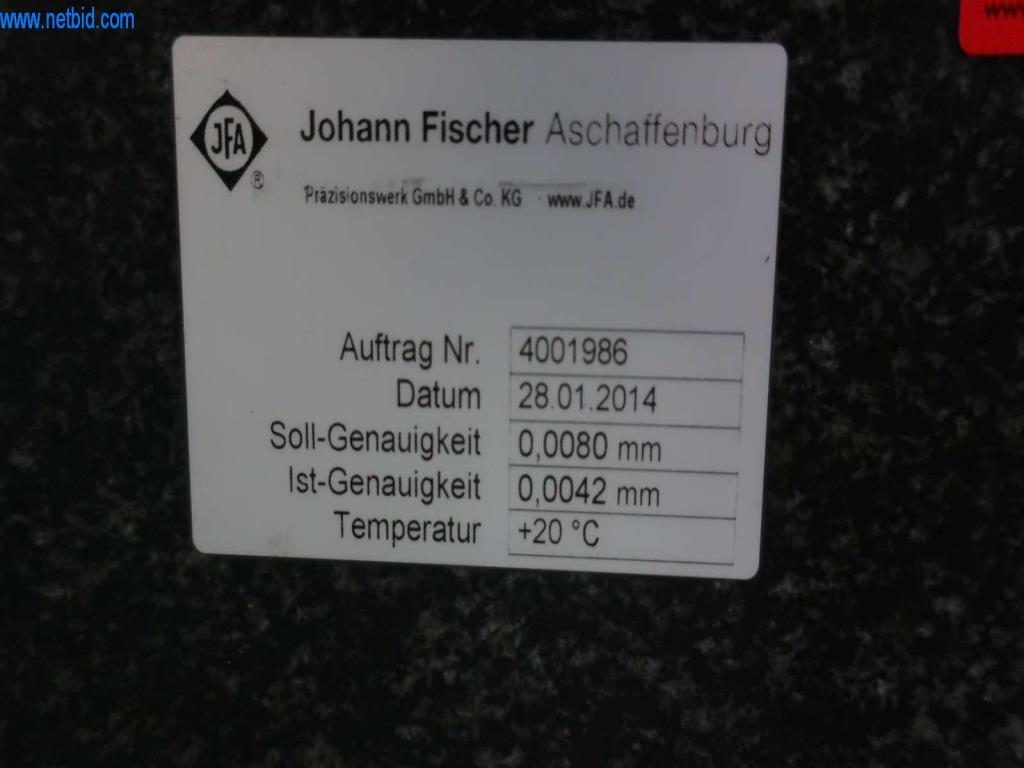 www.netbid.com
www
JFA
®
Johann Fischer Aschaffenburg
Präzisionswerk GmbH & Co. KG · www.JFA.de
Auftrag Nr. 4001986
Datum 28.01.2014
Soll-Genauigkeit 0,0080 mm
Ist-Genauigkeit 0,0042 mm
Temperatur +20 °C